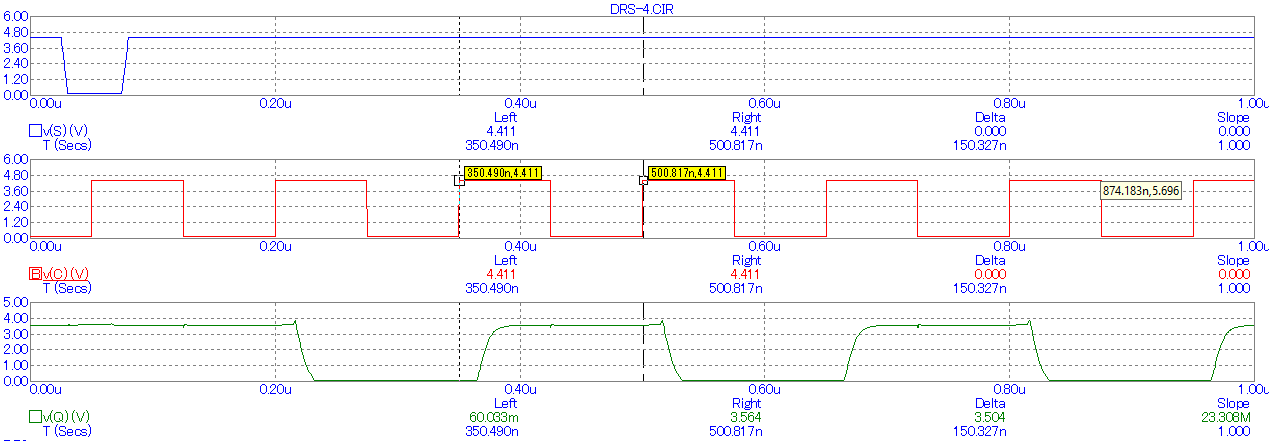 DRS-4.CIR
6.00
4.80
3.60
2.40
1.20
0.00
0.00u 0.20u 0.40u 0.60u 0.80u 1.00u
Left Right Delta Slope
v(S) (V) 4.411 4.411 0.000 0.000
T (Secs) 350.490n 500.817n 150.327n 1.000
6.00
4.80
3.60
2.40
1.20
0.00
350.490n,4.411 500.817n,4.411
874.183n,5.696
0.00u 0.20u 0.40u 0.60u 0.80u 1.00u
Left Right Delta Slope
B v(C) (V) 4.411 4.411 0.000 0.000
T (Secs) 350.490n 500.817n 150.327n 1.000
5.00
4.00
3.00
2.00
1.00
0.00
0.00u 0.20u 0.40u 0.60u 0.80u 1.00u
Left Right Delta Slope
v(Q) (V) 60.033m 3.564 3.504 23.308M
T (Secs) 350.490n 500.817n 150.327n 1.000